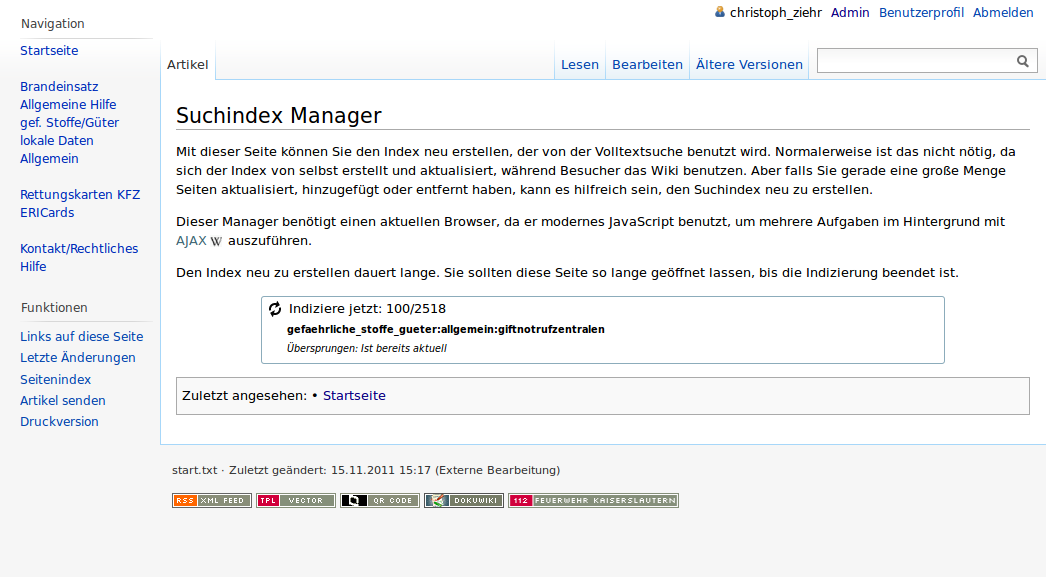 Navigation
Startseite
Brandeinsatz
Allgemeine Hilfe
gef. Stoffe/Güter
lokale Daten
Allgemein
Rettungskarten KFZ
ERICards
Kontakt/Rechtliches
Hilfe
Funktionen
Links auf diese Seite
Letzte Änderungen
Seitenindex
Artikel senden
Druckversion
christoph_ziehr Admin Benutzerprofil Abmelden
Artikel Lesen Bearbeiten Ältere Versionen
Suchindex Manager
Mit dieser Seite können Sie den Index neu erstellen, der von der Volltextsuche benutzt wird. Normalerweise ist das nicht nötig, da
sich der Index von selbst erstellt und aktualisiert, während Besucher das Wiki benutzen. Aber falls Sie gerade eine große Menge
Seiten aktualisiert, hinzugefügt oder entfernt haben, kann es hilfreich sein, den Suchindex neu zu erstellen.
Dieser Manager benötigt einen aktuellen Browser, da er modernes JavaScript benutzt, um mehrere Aufgaben im Hintergrund mit
AJAX W auszuführen.
Den Index neu zu erstellen dauert lange. Sie sollten diese Seite so lange geöffnet lassen, bis die Indizierung beendet ist.
Indiziere jetzt: 100/2518
gefaehrliche_stoffe_gueter:allgemein:giftnotrufzentralen
Übersprungen: Ist bereits aktuell
Zuletzt angesehen: • Startseite
start.txt · Zuletzt geändert: 15.11.2011 15:17 (Externe Bearbeitung)
RSS XML FEED TPL VECTOR QR CODE DOKUWIKI 112 FEUERWEHR KAISERSLAUTERN